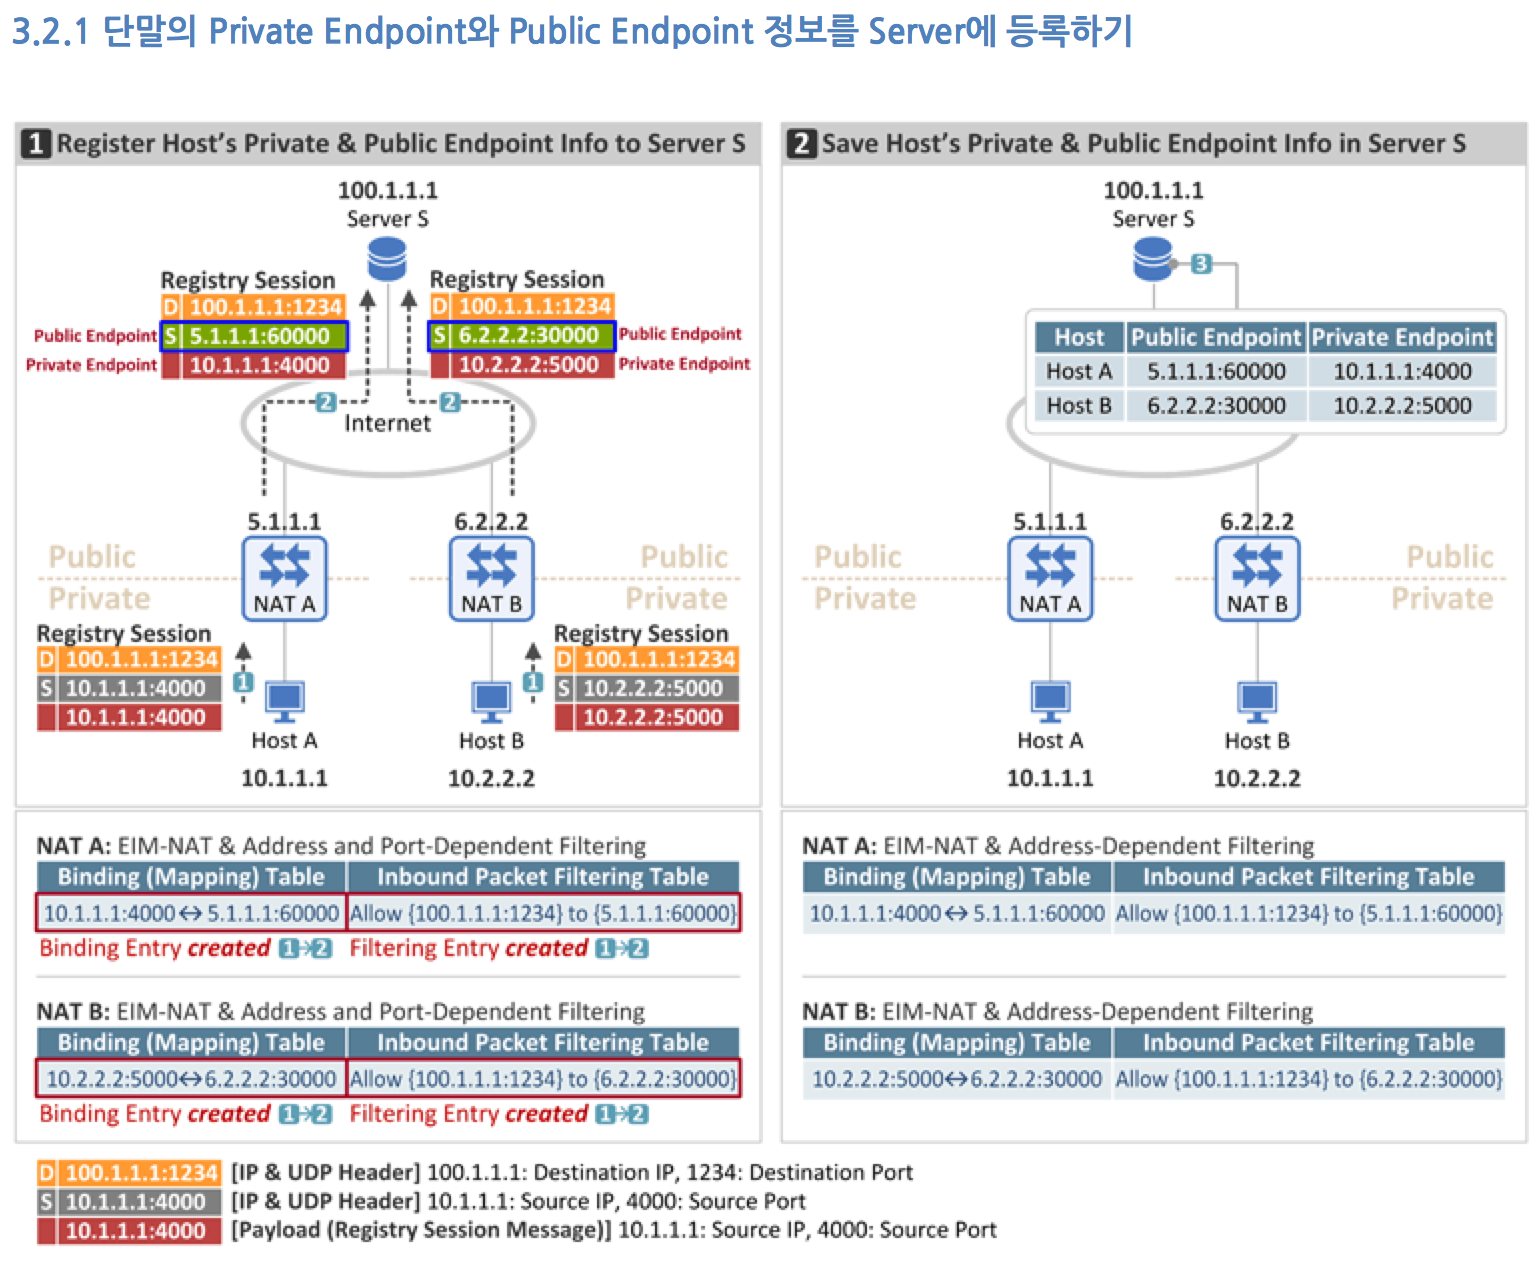 3.2.1 단말의 Private Endpoint와 Public Endpoint 정보를 Server에 등록하기
1 Register Host's Private & Public Endpoint Info to Server S
100.1.1.1
Server S
Registry Session
D 100.1.1.1:1234
Public Endpoint S 5.1.1.1:60000
Private Endpoint 10.1.1.1:4000
Registry Session
D 100.1.1.1:1234
S 6.2.2.2:30000 Public Endpoint
10.2.2.2:5000 Private Endpoint
2
2
Internet
5.1.1.1
6.2.2.2
Public
Public
Private
Private
NAT A
NAT B
Registry Session
D 100.1.1.1:1234
S 10.1.1.1:4000
10.1.1.1:4000
1
1
Registry Session
D 100.1.1.1:1234
S 10.2.2.2:5000
10.2.2.2:5000
Host A
Host B
10.1.1.1
10.2.2.2
NAT A: EIM-NAT & Address and Port-Dependent Filtering
Binding (Mapping) Table Inbound Packet Filtering Table
10.1.1.1:4000↔5.1.1.1:60000 Allow {100.1.1.1:1234} to {5.1.1.1:60000}
Binding Entry created 1→2 Filtering Entry created 1→2
NAT B: EIM-NAT & Address and Port-Dependent Filtering
Binding (Mapping) Table Inbound Packet Filtering Table
10.2.2.2:5000↔6.2.2.2:30000 Allow {100.1.1.1:1234} to {6.2.2.2:30000}
Binding Entry created 1→2 Filtering Entry created 1→2
2 Save Host's Private & Public Endpoint Info in Server S
100.1.1.1
Server S
3
Host Public Endpoint Private Endpoint
Host A 5.1.1.1:60000 10.1.1.1:4000
Host B 6.2.2.2:30000 10.2.2.2:5000
5.1.1.1
6.2.2.2
Public
Public
Private
Private
NAT A
NAT B
Host A
Host B
10.1.1.1
10.2.2.2
NAT A: EIM-NAT & Address-Dependent Filtering
Binding (Mapping) Table Inbound Packet Filtering Table
10.1.1.1:4000↔5.1.1.1:60000 Allow {100.1.1.1:1234} to {5.1.1.1:60000}
NAT B: EIM-NAT & Address-Dependent Filtering
Binding (Mapping) Table Inbound Packet Filtering Table
10.2.2.2:5000↔6.2.2.2:30000 Allow {100.1.1.1:1234} to {6.2.2.2:30000}
D 100.1.1.1:1234 [IP & UDP Header] 100.1.1.1: Destination IP, 1234: Destination Port
S 10.1.1.1:4000 [IP & UDP Header] 10.1.1.1: Source IP, 4000: Source Port
10.1.1.1:4000 [Payload (Registry Session Message)] 10.1.1.1: Source IP, 4000: Source Port